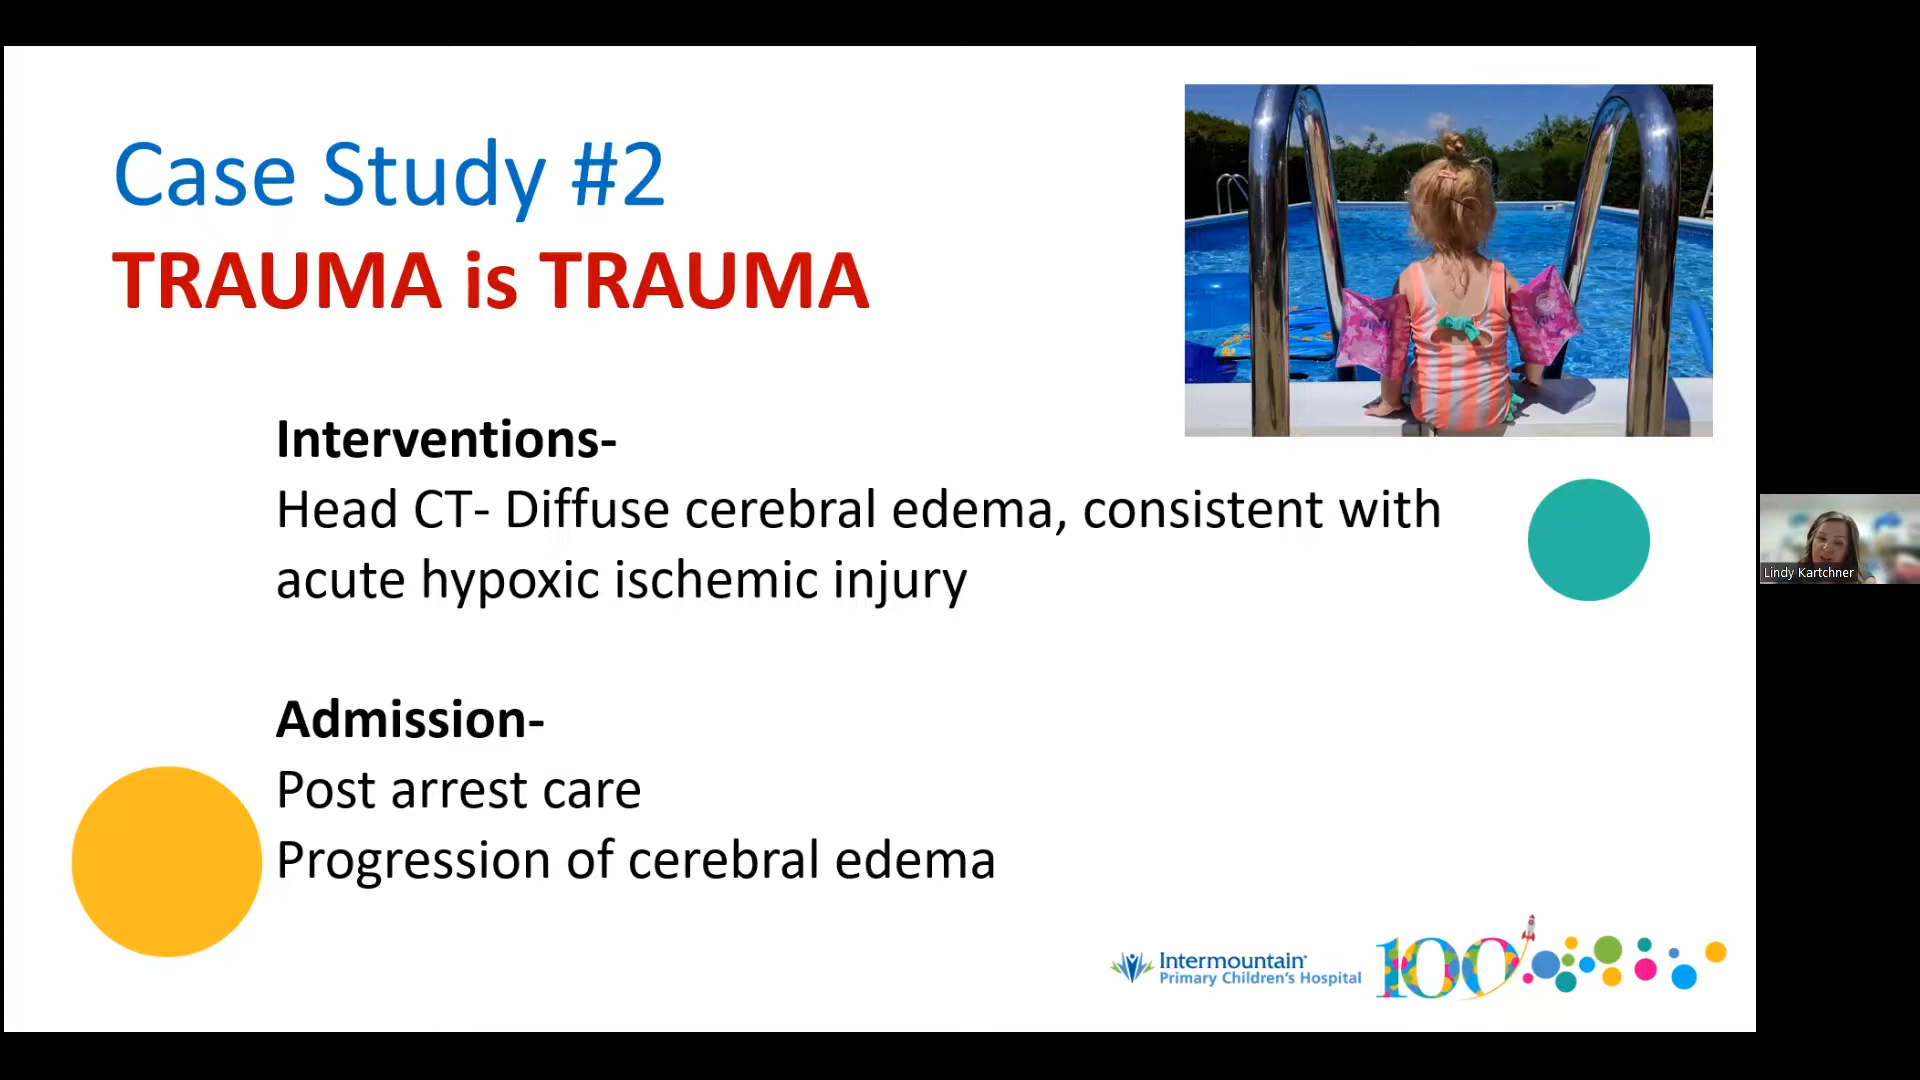 Case Study #2
TRAUMA is TRAUMA
Interventions-
Head CT- Diffuse cerebral edema, consistent with
acute hypoxic ischemic injury
Admission-
Post arrest care
Progression of cerebral edema
Intermountain
Primary Children's Hospital
100
Lindy Kartchner